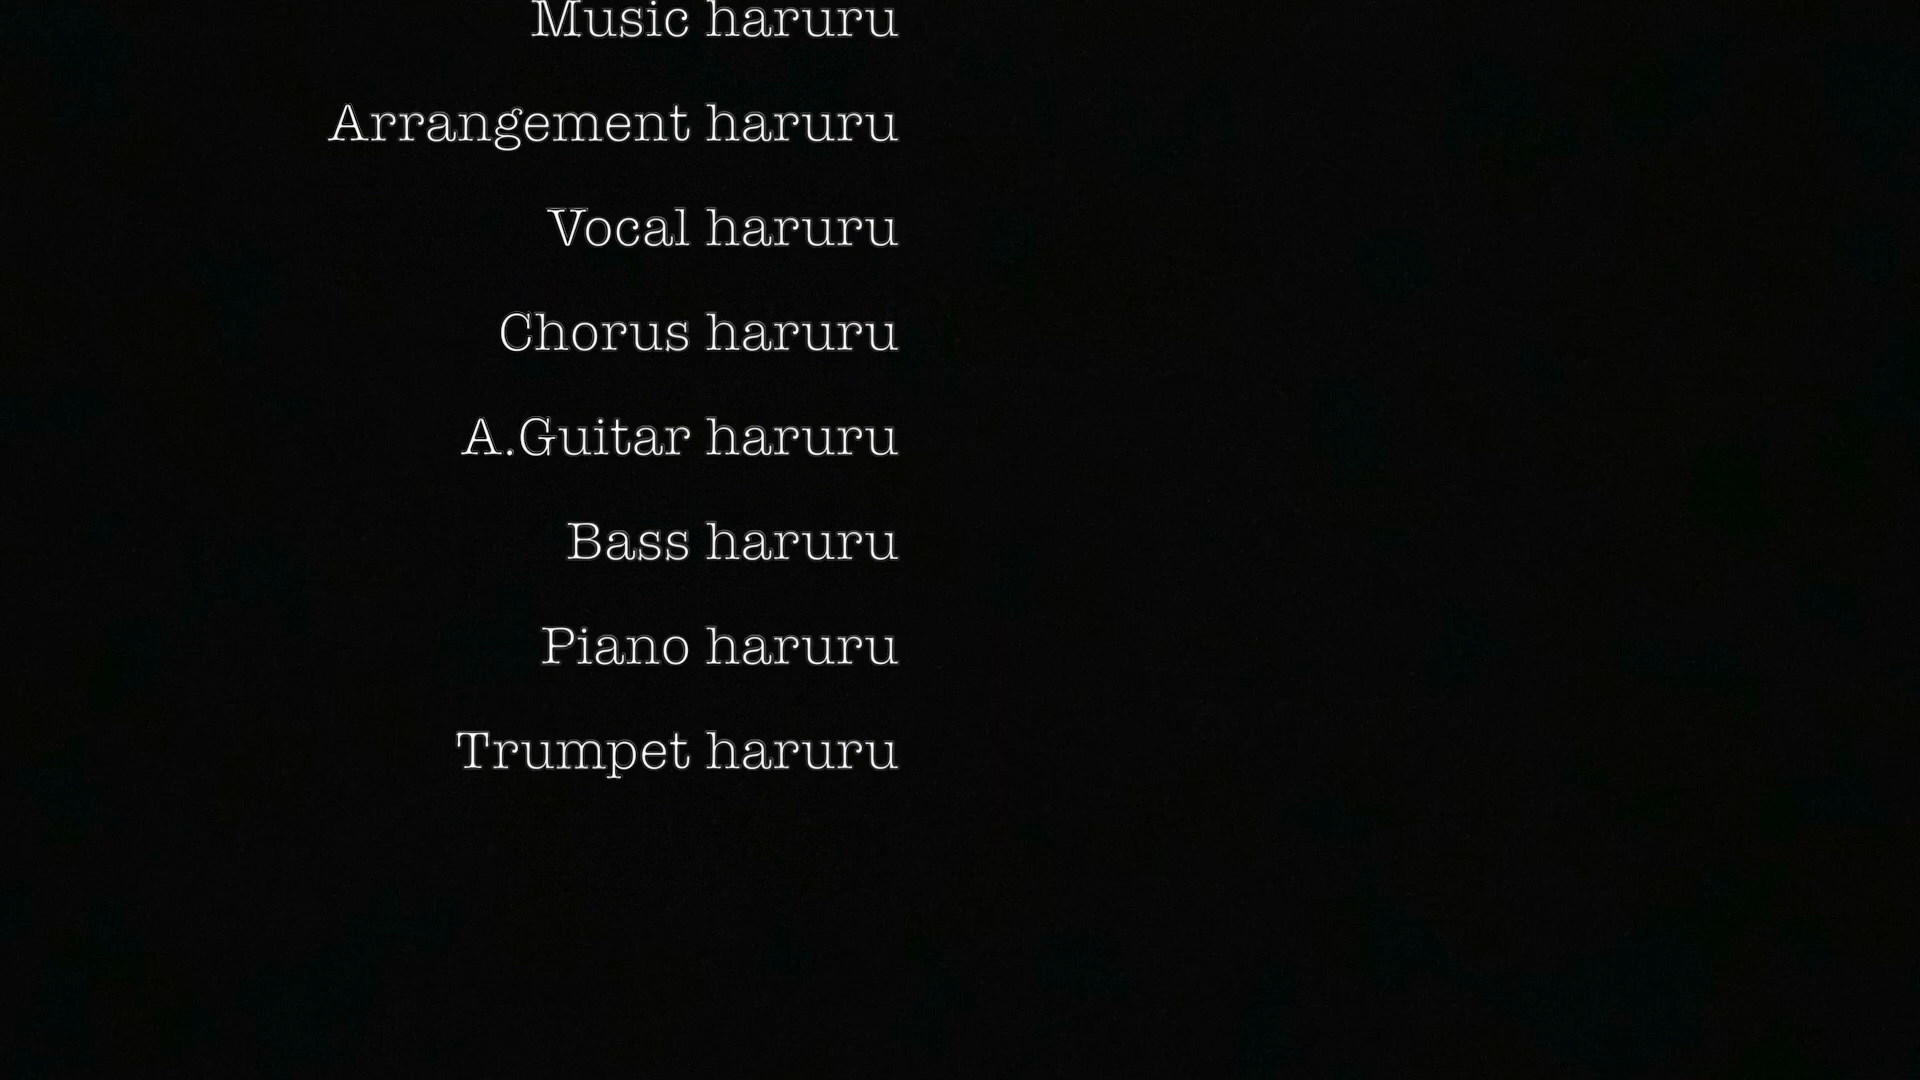 Music haruru
Arrangement haruru
Vocal haruru
Chorus haruru
A.Guitar haruru
Bass haruru
Piano haruru
Trumpet haruru